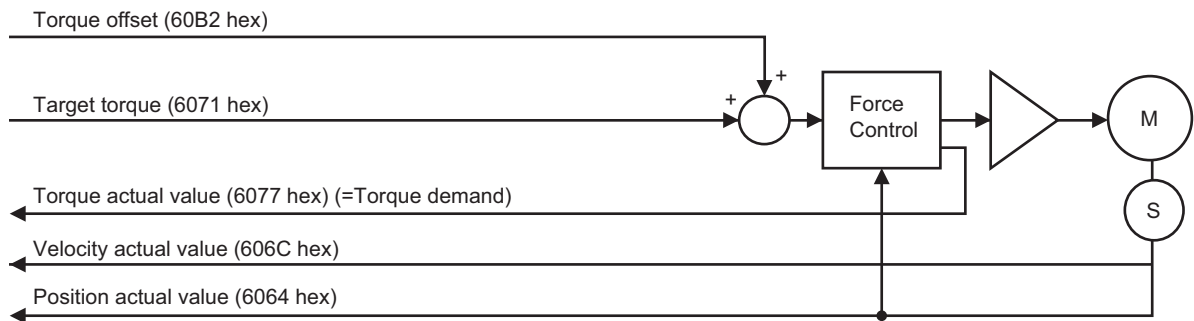 Torque offset (60B2 hex)
+
+
Target torque (6071 hex)
Force
Control
M
Torque actual value (6077 hex) (=Torque demand)
S
Velocity actual value (606C hex)
Position actual value (6064 hex)